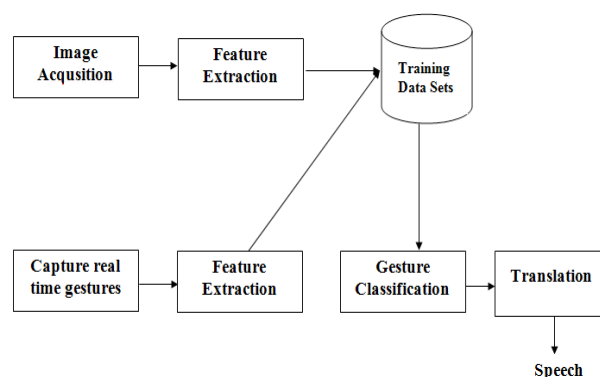 Image
Acqusition
Feature
Extraction
Training
Data Sets
Capture real
time gestures
Feature
Extraction
Gesture
Classification
Translation
Speech